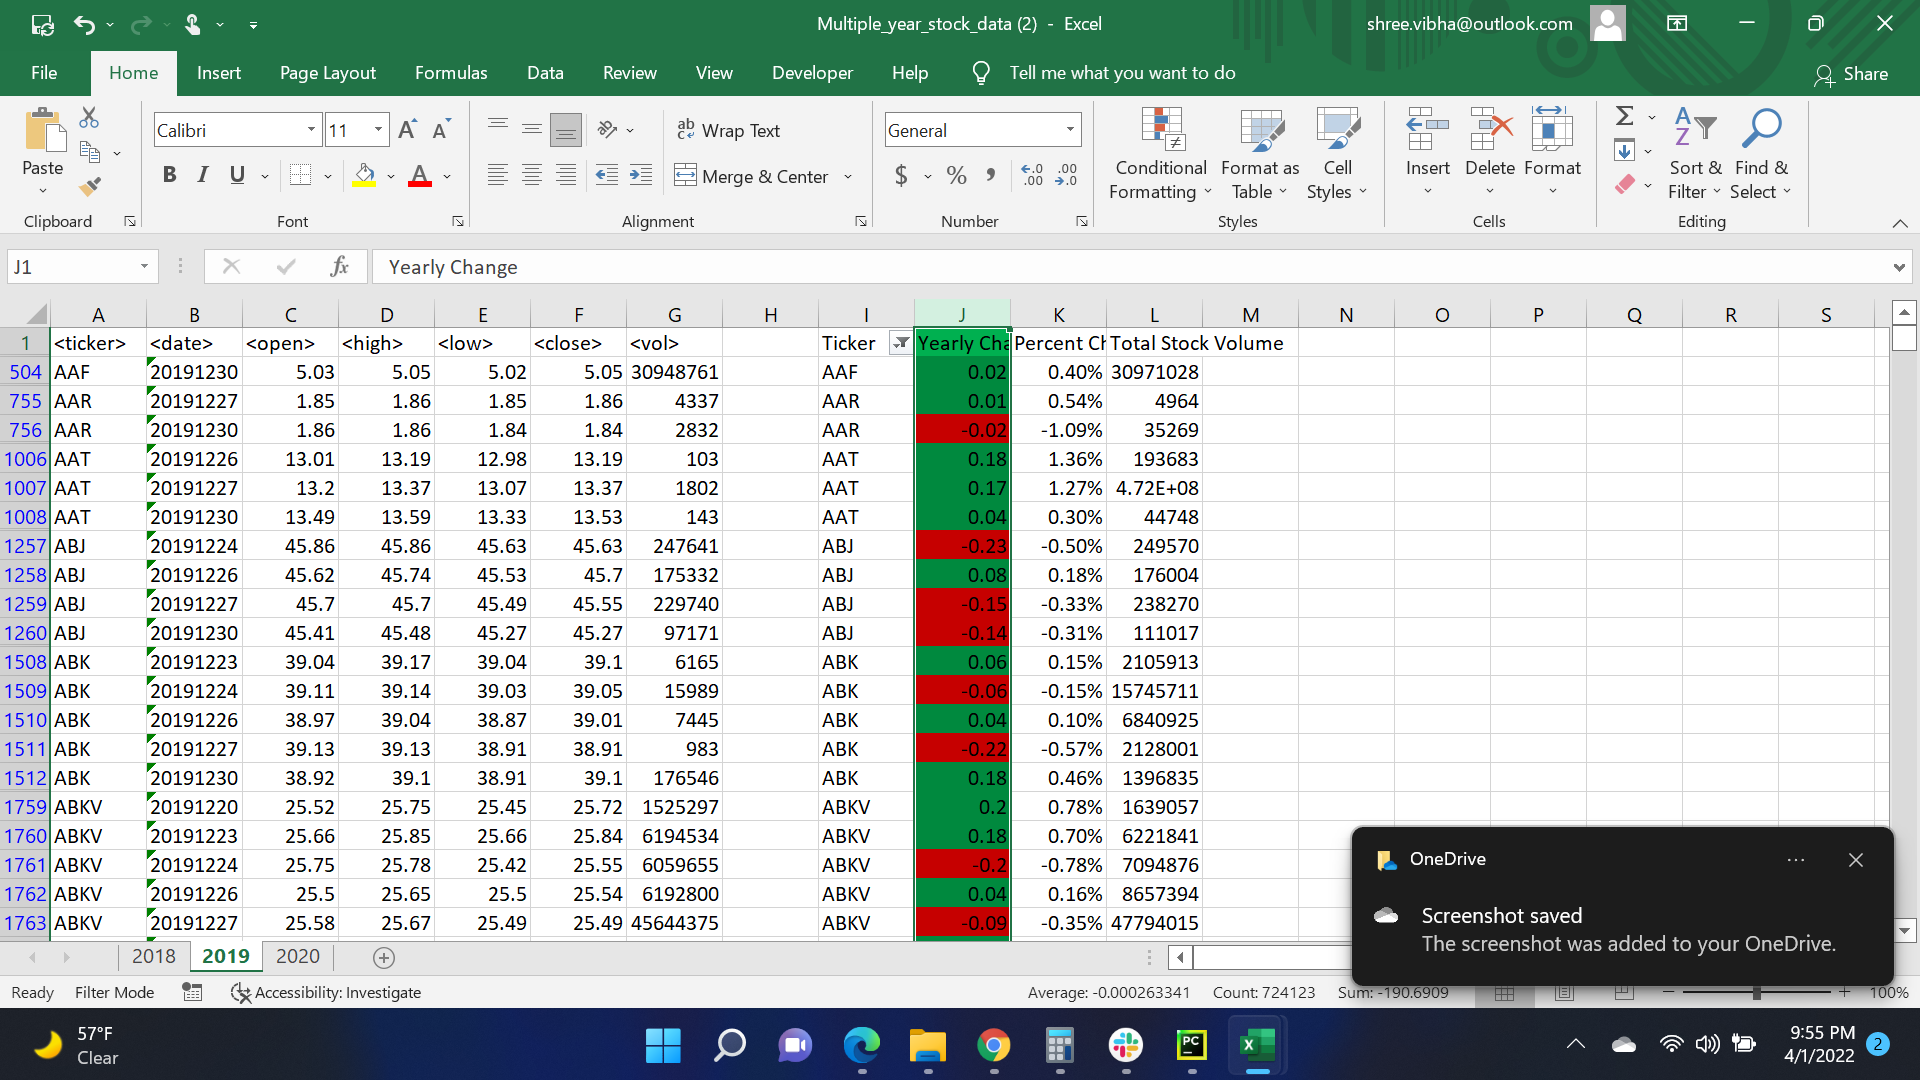 Multiple_year_stock_data (2) - Excel
shree.vibha@outlook.com
File Home Insert Page Layout Formulas Data Review View Developer Help Tell me what you want to do Share
Paste
Clipboard
Calibri 11
B I U
Font
Wrap Text
Merge & Center
Alignment
General
$ % ,
Number
Conditional Formatting
Format as Table
Cell Styles
Styles
Insert Delete Format
Cells
Sort & Filter
Find & Select
Editing
J1 fx Yearly Change
A B C D E F G H I J K L M N O P Q R S
1 <ticker> <date> <open> <high> <low> <close> <vol> Ticker Yearly Cha Percent Ch Total Stock Volume
504 AAF 20191230 5.03 5.05 5.02 5.05 30948761 AAF 0.02 0.40% 30971028
755 AAR 20191227 1.85 1.86 1.85 1.86 4337 AAR 0.01 0.54% 4964
756 AAR 20191230 1.86 1.86 1.84 1.84 2832 AAR -0.02 -1.09% 35269
1006 AAT 20191226 13.01 13.19 12.98 13.19 103 AAT 0.18 1.36% 193683
1007 AAT 20191227 13.2 13.37 13.07 13.37 1802 AAT 0.17 1.27% 4.72E+08
1008 AAT 20191230 13.49 13.59 13.33 13.53 143 AAT 0.04 0.30% 44748
1257 ABJ 20191224 45.86 45.86 45.63 45.63 247641 ABJ -0.23 -0.50% 249570
1258 ABJ 20191226 45.62 45.74 45.53 45.7 175332 ABJ 0.08 0.18% 176004
1259 ABJ 20191227 45.7 45.7 45.49 45.55 229740 ABJ -0.15 -0.33% 238270
1260 ABJ 20191230 45.41 45.48 45.27 45.27 97171 ABJ -0.14 -0.31% 111017
1508 ABK 20191223 39.04 39.17 39.04 39.1 6165 ABK 0.06 0.15% 2105913
1509 ABK 20191224 39.11 39.14 39.03 39.05 15989 ABK -0.06 -0.15% 15745711
1510 ABK 20191226 38.97 39.04 38.87 39.01 7445 ABK 0.04 0.10% 6840925
1511 ABK 20191227 39.13 39.13 38.91 38.91 983 ABK -0.22 -0.57% 2128001
1512 ABK 20191230 38.92 39.1 38.91 39.1 176546 ABK 0.18 0.46% 1396835
1759 ABKV 20191220 25.52 25.75 25.45 25.72 1525297 ABKV 0.2 0.78% 1639057
1760 ABKV 20191223 25.66 25.85 25.66 25.84 6194534 ABKV 0.18 0.70% 6221841
1761 ABKV 20191224 25.75 25.78 25.42 25.55 6059655 ABKV -0.2 -0.78% 7094876
1762 ABKV 20191226 25.5 25.65 25.5 25.54 6192800 ABKV 0.04 0.16% 8657394
1763 ABKV 20191227 25.58 25.67 25.49 25.49 45644375 ABKV -0.09 -0.35% 47794015
OneDrive
Screenshot saved
The screenshot was added to your OneDrive.
2018 2019 2020
Ready Filter Mode Accessibility: Investigate Average: -0.000263341 Count: 724123 Sum: -190.6909 100%
57°F
Clear
9:55 PM
4/1/2022
2